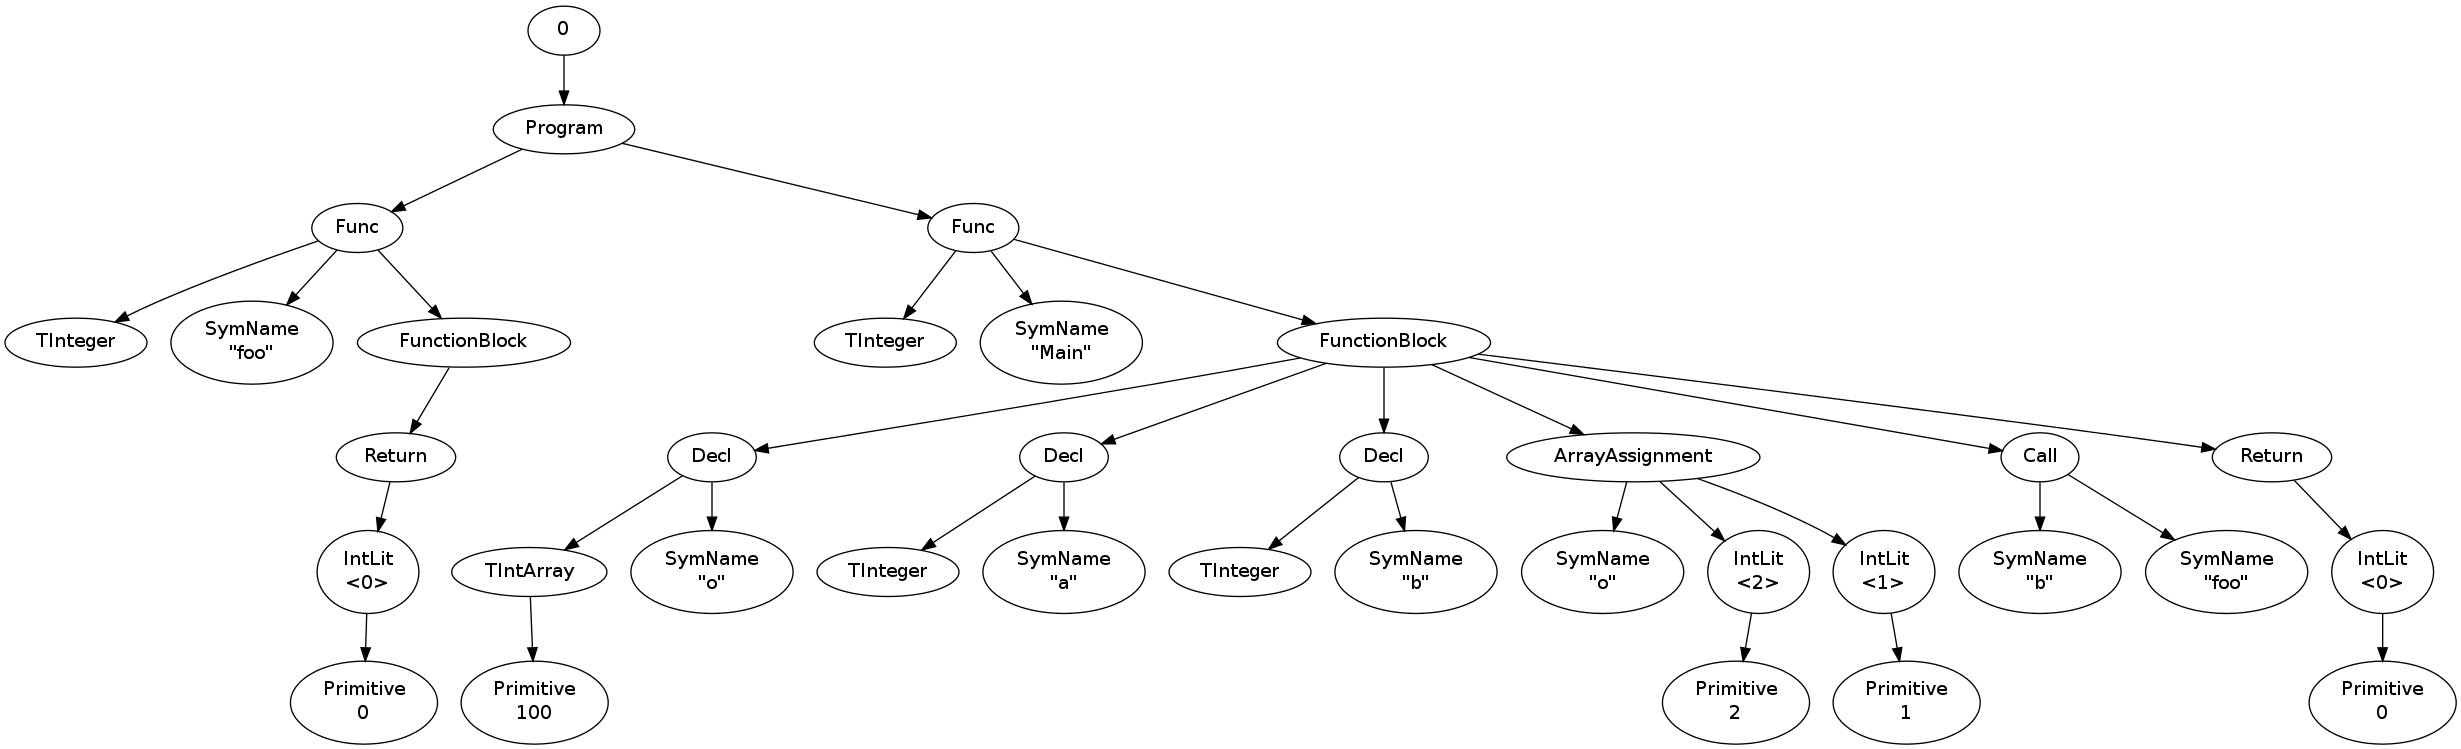 0
Program
Func
Func
TInteger
SymName
"foo"
FunctionBlock
TInteger
SymName
"Main"
FunctionBlock
Return
Decl
Decl
Decl
ArrayAssignment
Call
Return
IntLit
<0>
TIntArray
SymName
"o"
TInteger
SymName
"a"
TInteger
SymName
"b"
SymName
"o"
IntLit
<2>
IntLit
<1>
SymName
"b"
SymName
"foo"
IntLit
<0>
Primitive
0
Primitive
100
Primitive
2
Primitive
1
Primitive
0